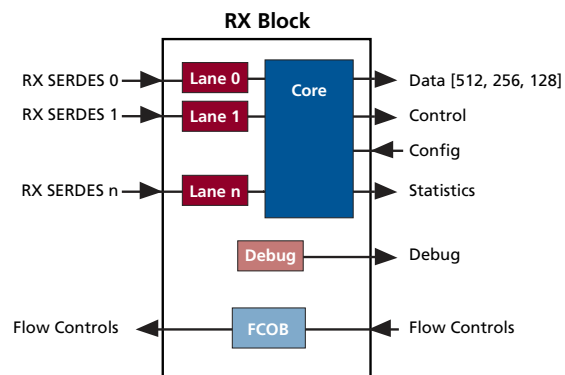 RX Block
RX SERDES 0
Lane 0
Core
Data [512, 256, 128]
RX SERDES 1
Lane 1
Control
Config
RX SERDES n
Lane n
Statistics
Debug
Debug
Flow Controls
FCOB
Flow Controls